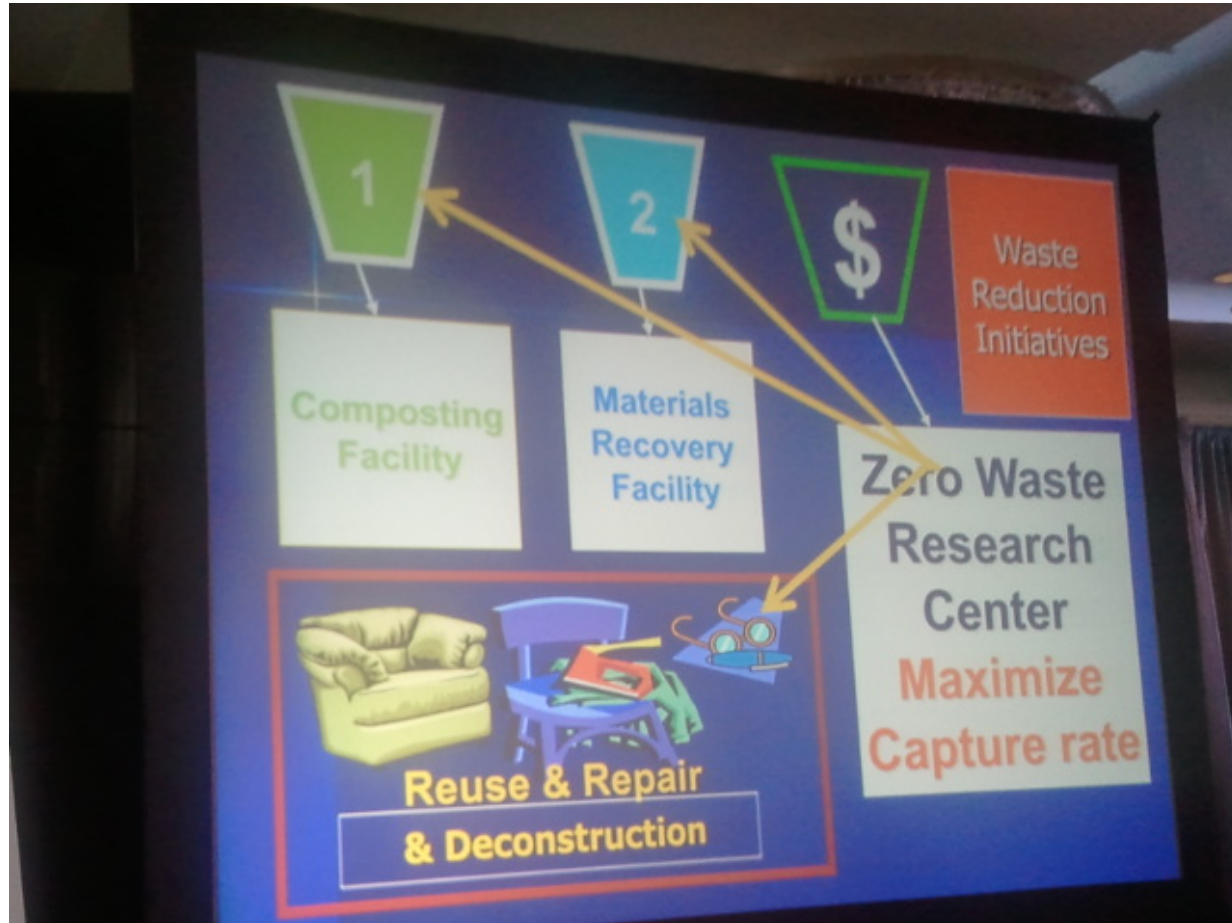 1
2
$
Waste
Reduction
Initiatives
Composting
Facility
Materials
Recovery
Facility
Zero Waste
Research
Center
Maximize
Capture rate
Reuse & Repair
& Deconstruction